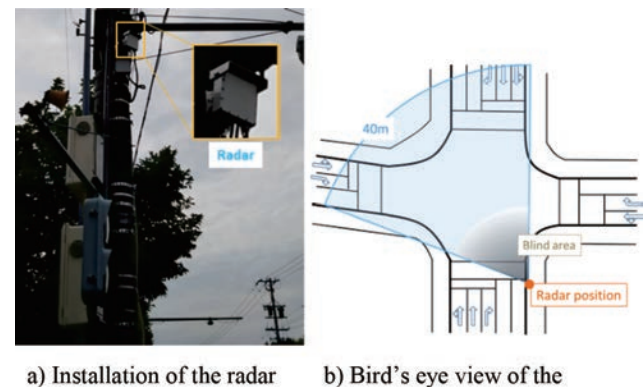 Radar
40m
Blind area
Radar position
a) Installation of the radar
b) Bird's eye view of the